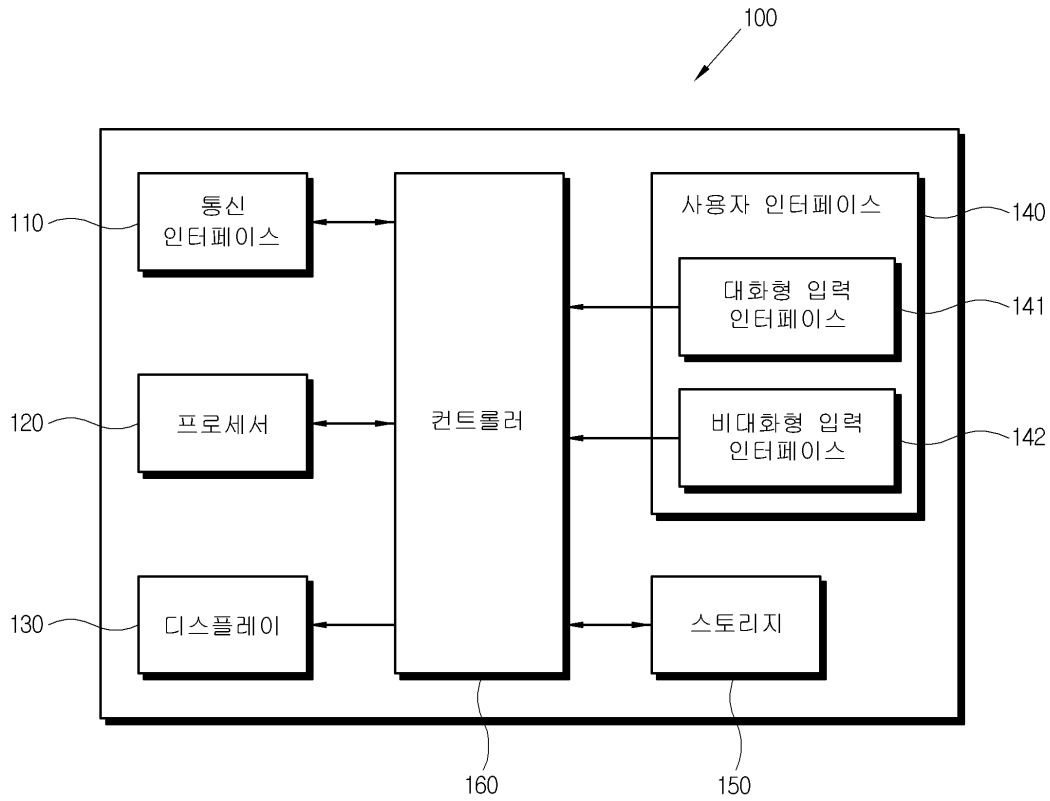 100
통신
인터페이스
110
사용자 인터페이스
140
대화형 입력
인터페이스
141
프로세서
120
컨트롤러
비대화형 입력
인터페이스
142
디스플레이
130
스토리지
160
150